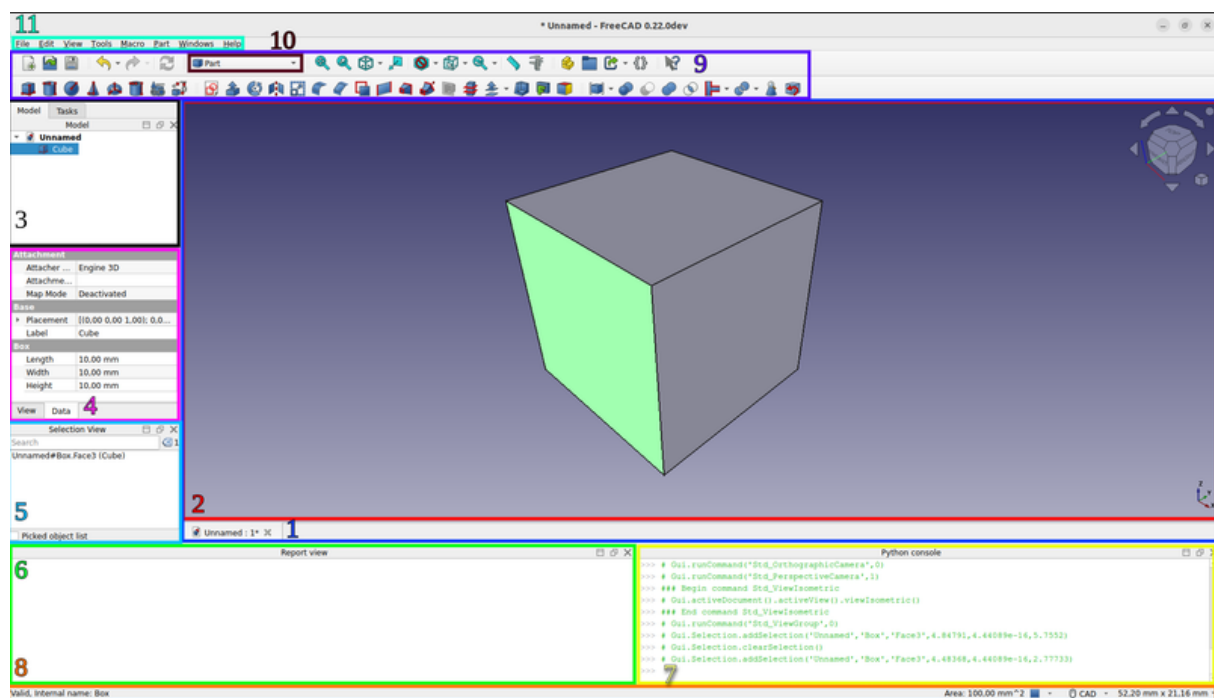 11
* Unnamed - FreeCAD 0.22.0dev
File Edit View Tools Macro Part Windows Help
10
Part
9
Model Tasks
Model
Unnamed
Cube
3
Attachment
Attacher ... Engine 3D
Attachme...
Map Mode Deactivated
Base
Placement [(0,00 0,00 1,00); 0,0...
Label Cube
Box
Length 10,00 mm
Width 10,00 mm
Height 10,00 mm
View Data
4
Selection View
Search
1
Unnamed#Box.Face3 (Cube)
5
Picked object list
2
Unnamed : 1*
1
Report view
6
8
Python console
>>> # Gui.runCommand('Std_OrthographicCamera',0)
>>> # Gui.runCommand('Std_PerspectiveCamera',1)
>>> ### Begin command Std_ViewIsometric
>>> # Gui.activeDocument().activeView().viewIsometric()
>>> ### End command Std_ViewIsometric
>>> # Gui.runCommand('Std_ViewGroup',0)
>>> # Gui.Selection.addSelection('Unnamed','Box','Face3',4.84791,4.44089e-16,5.7552)
>>> # Gui.Selection.clearSelection()
>>> # Gui.Selection.addSelection('Unnamed','Box','Face3',4.48368,4.44089e-16,2.77733)
>>>
7
Valid, Internal name: Box
Area: 100,00 mm^2
CAD
52,20 mm x 21,16 mm